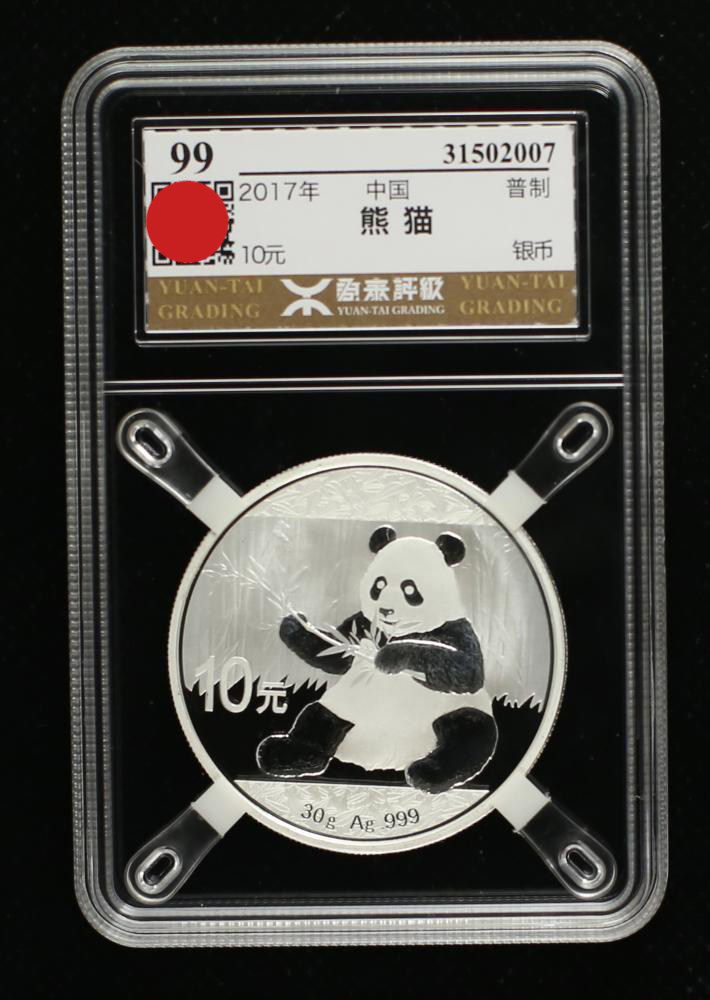 99 31502007
2017年 中国 普制
熊猫
10元 银币
YUAN-TAI GRADING 源泰評級 YUAN-TAI GRADING YUAN-TAI GRADING
10元
30g Ag .999